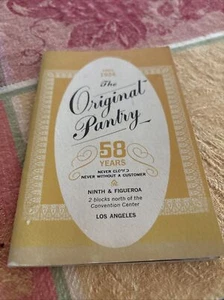 The
Original
Pantry
58
YEARS
NEVER CLOSED
NEVER WITHOUT A CUSTOMER
NINTH & FIGUEROA
2 blocks north of the
Convention Center
LOS ANGELES